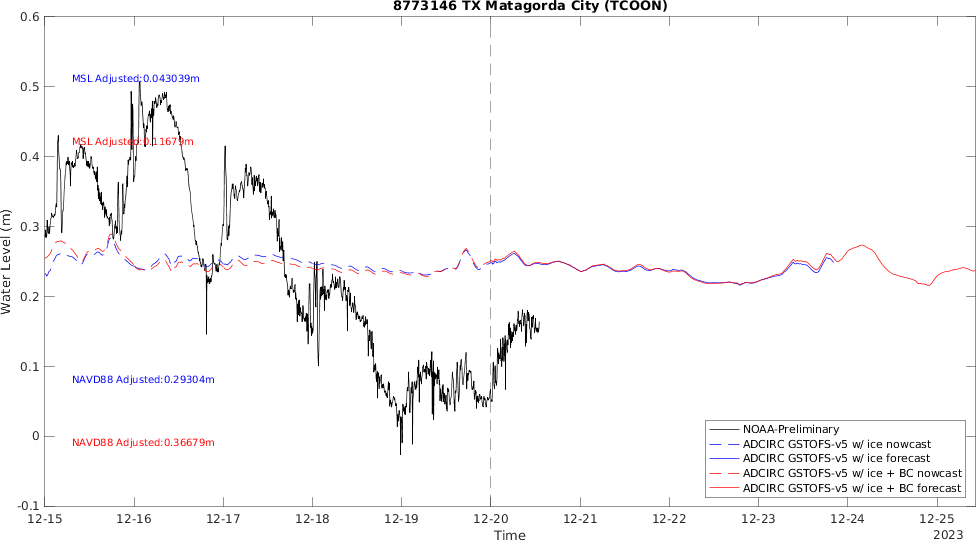 8773146 TX Matagorda City (TCOON)
0.6
0.5
0.4
0.3
0.2
0.1
0
-0.1
Water Level (m)
MSL Adjusted:0.043039m
MSL Adjusted:0.11679m
NAVD88 Adjusted:0.29304m
NAVD88 Adjusted:0.36679m
NOAA-Preliminary
ADCIRC GSTOFS-v5 w/ ice nowcast
ADCIRC GSTOFS-v5 w/ ice forecast
ADCIRC GSTOFS-v5 w/ ice + BC nowcast
ADCIRC GSTOFS-v5 w/ ice + BC forecast
12-15 12-16 12-17 12-18 12-19 12-20 12-21 12-22 12-23 12-24 12-25
Time
2023